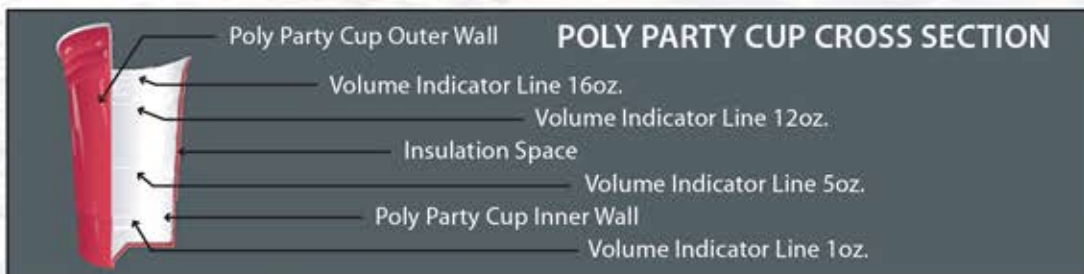 POLY PARTY CUP CROSS SECTION
Poly Party Cup Outer Wall
Volume Indicator Line 16oz.
Volume Indicator Line 12oz.
Insulation Space
Volume Indicator Line 5oz.
Poly Party Cup Inner Wall
Volume Indicator Line 1oz.